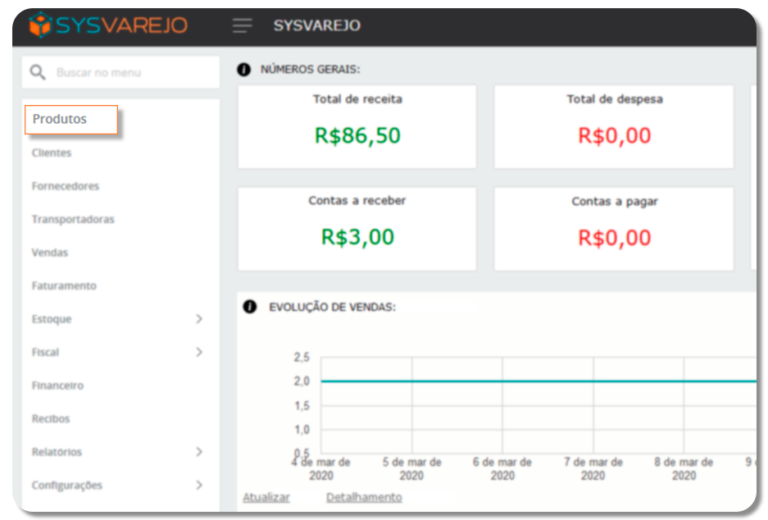 SYSVAREJO
SYSVAREJO
Buscar no menu
Produtos
Clientes
Fornecedores
Transportadoras
Vendas
Faturamento
Estoque
Fiscal
Financeiro
Recibos
Relatórios
Configurações
NÚMEROS GERAIS:
Total de receita
R$86,50
Total de despesa
R$0,00
Contas a receber
R$3,00
Contas a pagar
R$0,00
EVOLUÇÃO DE VENDAS:
2,5
2,0
1,5
1,0
0,5
4 de mar de
2020
5 de mar de
2020
6 de mar de
2020
7 de mar de
2020
8 de mar de
2020
9
Atualizar Detalhamento